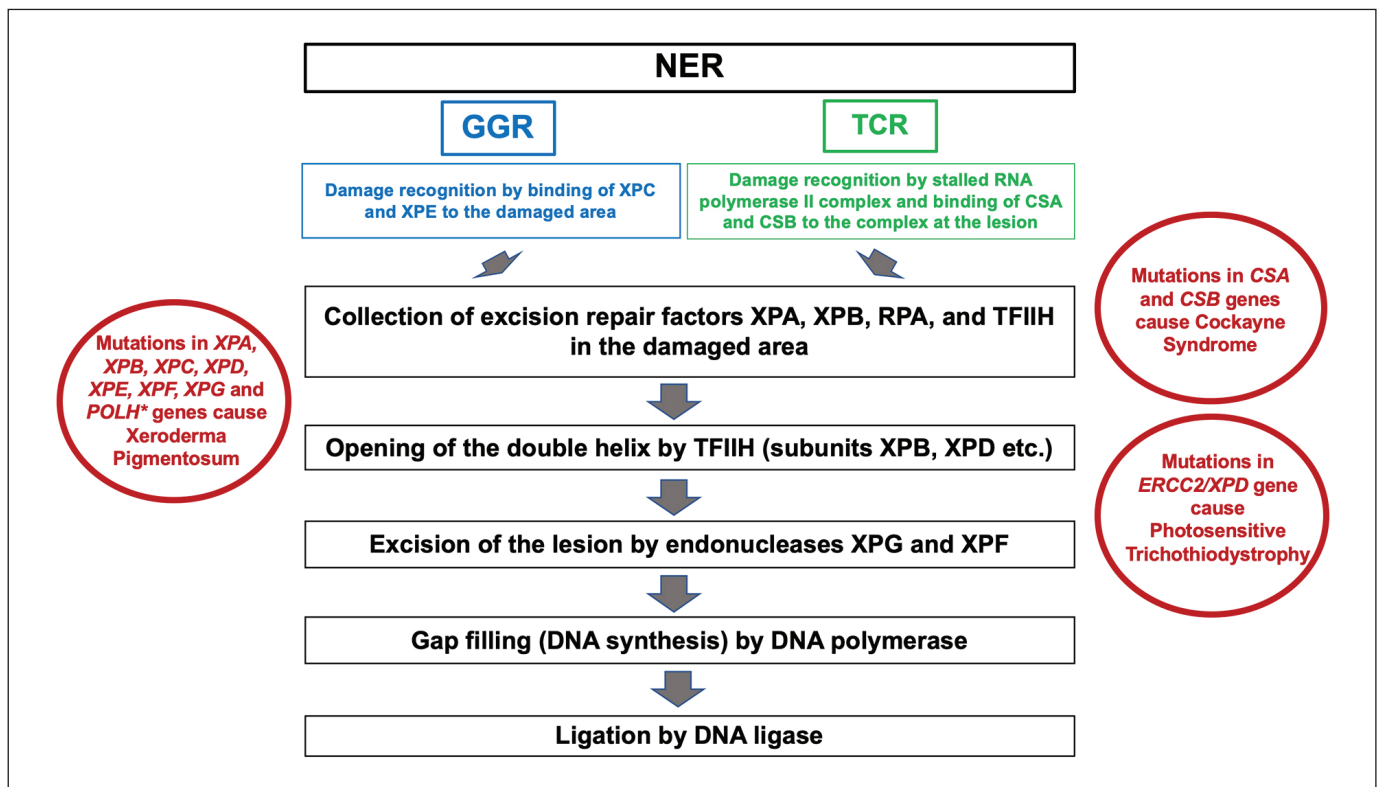 NER
GGR
TCR
Damage recognition by binding of XPC
and XPE to the damaged area
Damage recognition by stalled RNA
polymerase II complex and binding of CSA
and CSB to the complex at the lesion
Mutations in CSA
and CSB genes
cause Cockayne
Syndrome
Collection of excision repair factors XPA, XPB, RPA, and TFIIH
in the damaged area
Mutations in XPA,
XPB, XPC, XPD,
XPE, XPF, XPG and
POLH* genes cause
Xeroderma
Pigmentosum
Opening of the double helix by TFIIH (subunits XPB, XPD etc.)
Mutations in
ERCC2/XPD gene
cause
Photosensitive
Trichothiodystrophy
Excision of the lesion by endonucleases XPG and XPF
Gap filling (DNA synthesis) by DNA polymerase
Ligation by DNA ligase